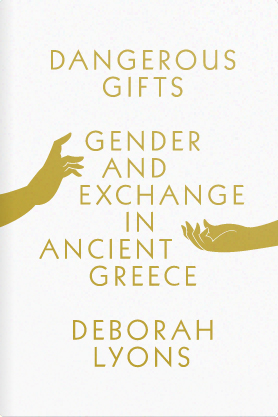 DANGEROUS
GIFTS
GENDER
AND
EXCHANGE
IN
ANCIENT
GREECE
DEBORAH
LYONS